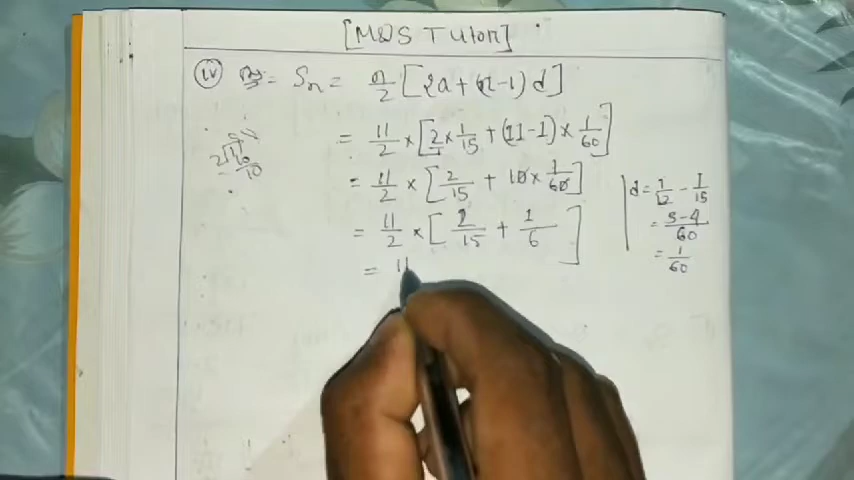 [M&S Tutor]
(iv) Ans = Sn = n/2 [2a + (n-1) d]
= 11/2 × [2 × 1/15 + (11-1) × 1/60]
= 11/2 × [2/15 + 10 × 1/60]
= 11/2 × [2/15 + 1/6]
= 11
d = 1/12 - 1/15
= 5-4/60
= 1/60